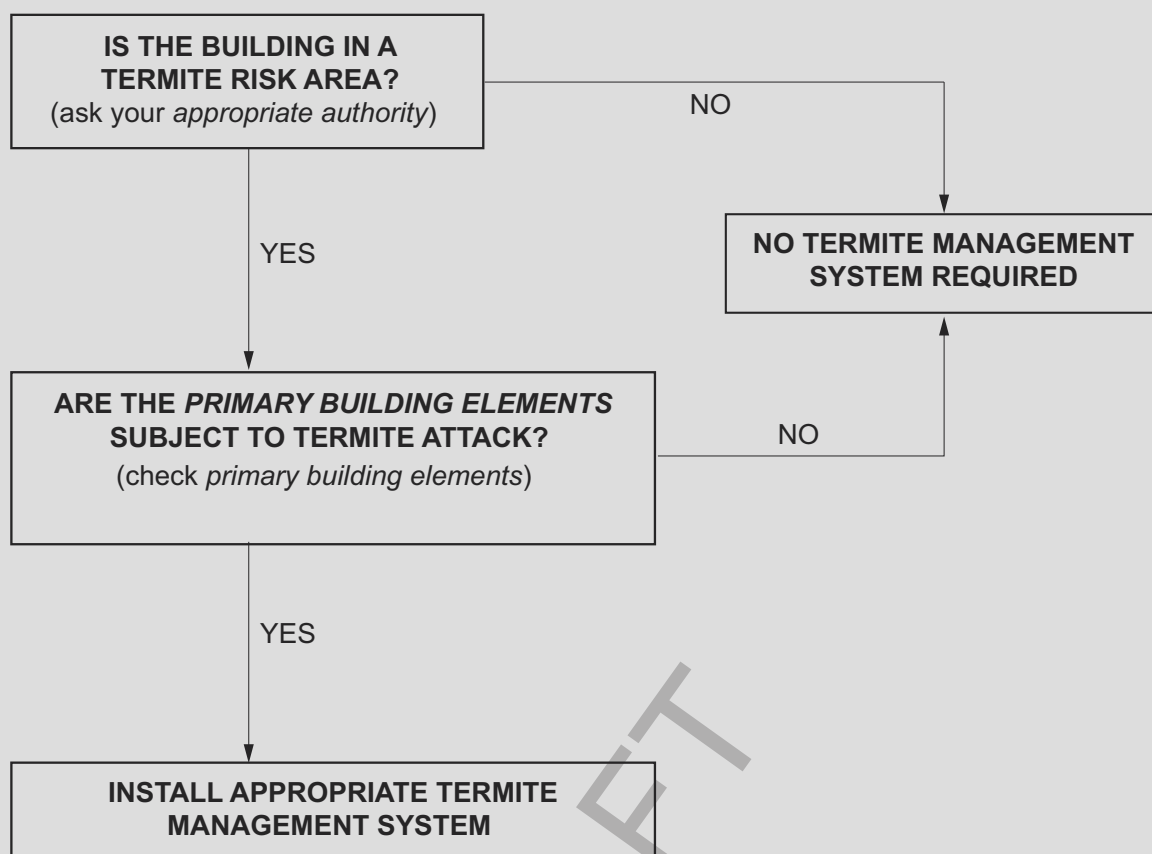 IS THE BUILDING IN A
TERMITE RISK AREA?
(ask your appropriate authority)
NO
YES
NO TERMITE MANAGEMENT
SYSTEM REQUIRED
ARE THE PRIMARY BUILDING ELEMENTS
SUBJECT TO TERMITE ATTACK?
(check primary building elements)
NO
YES
INSTALL APPROPRIATE TERMITE
MANAGEMENT SYSTEM
FT